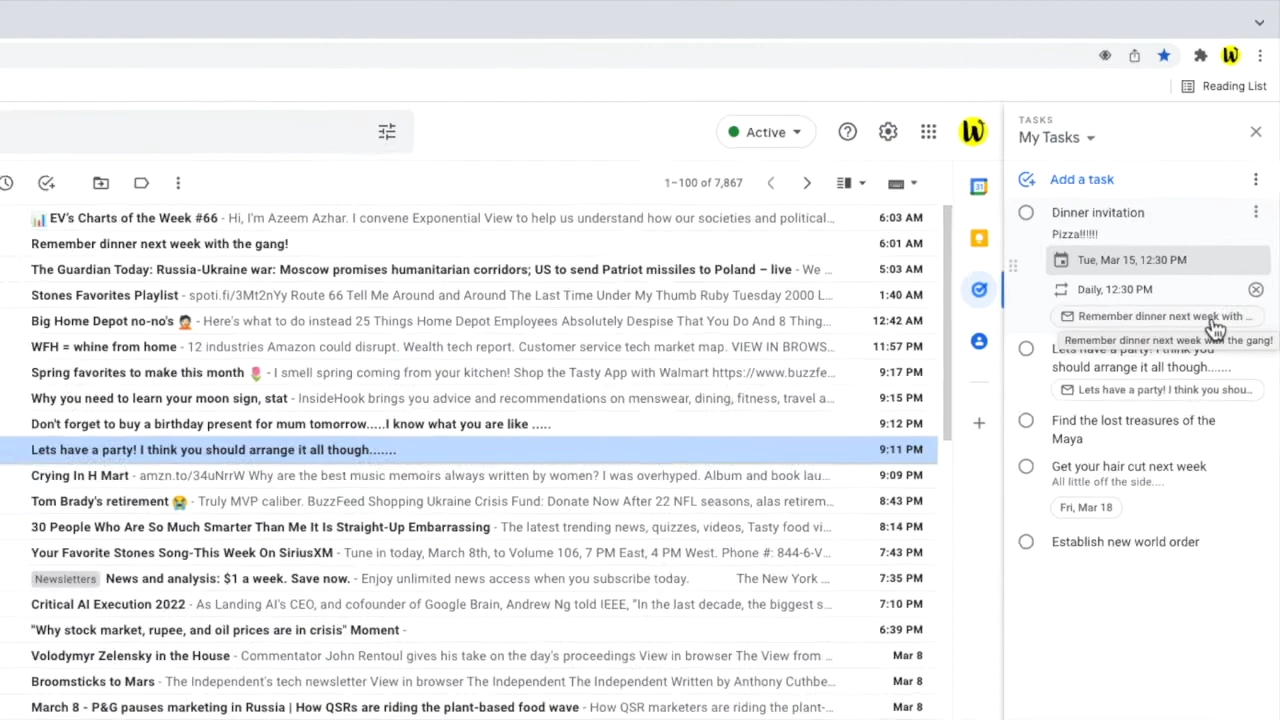 Reading List
Active
1–100 of 7,867
📊 EV's Charts of the Week #66 - Hi, I'm Azeem Azhar. I convene Exponential View to help us understand how our societies and political... 6:03 AM
Remember dinner next week with the gang! 6:01 AM
The Guardian Today: Russia-Ukraine war: Moscow promises humanitarian corridors; US to send Patriot missiles to Poland – live - We ... 5:03 AM
Stones Favorites Playlist - spoti.fi/3Mt2nYy Route 66 Tell Me Around and Around The Last Time Under My Thumb Ruby Tuesday 2000 L... 1:40 AM
Big Home Depot no-no's 🤦 - Here's what to do instead 25 Things Home Depot Employees Absolutely Despise That You Do And 8 Thing... 12:42 AM
WFH = whine from home - 12 industries Amazon could disrupt. Wealth tech report. Customer service tech market map. VIEW IN BROWS... 11:57 PM
Spring favorites to make this month 🌷 - I smell spring coming from your kitchen! Shop the Tasty App with Walmart https://www.buzzfe... 9:17 PM
Why you need to learn your moon sign, stat - InsideHook brings you advice and recommendations on menswear, dining, fitness, travel a... 9:15 PM
Don't forget to buy a birthday present for mum tomorrow.....I know what you are like ..... 9:12 PM
Lets have a party! I think you should arrange it all though....... 9:11 PM
Crying In H Mart - amzn.to/34uNrrW Why are the best music memoirs always written by women? I was overhyped. Album and book lau... 9:09 PM
Tom Brady's retirement 😭 - Truly MVP caliber. BuzzFeed Shopping Ukraine Crisis Fund: Donate Now After 22 NFL seasons, alas retirem... 8:43 PM
30 People Who Are So Much Smarter Than Me It Is Straight-Up Embarrassing - The latest trending news, quizzes, videos, Tasty food vi... 8:14 PM
Your Favorite Stones Song-This Week On SiriusXM - Tune in today, March 8th, to Volume 106, 7 PM East, 4 PM West. Phone #: 844-6-V... 7:43 PM
Newsletters News and analysis: $1 a week. Save now. - Enjoy unlimited news access when you subscribe today. The New York ... 7:35 PM
Critical AI Execution 2022 - As Landing AI's CEO, and cofounder of Google Brain, Andrew Ng told IEEE, "In the last decade, the biggest s... 7:10 PM
"Why stock market, rupee, and oil prices are in crisis" Moment - 6:39 PM
Volodymyr Zelensky in the House - Commentator John Rentoul gives his take on the day's proceedings View in browser The View from ... Mar 8
Broomsticks to Mars - The Independent's tech newsletter View in browser The Independent The Independent Written by Anthony Cuthbe... Mar 8
March 8 - P&G pauses marketing in Russia | How QSRs are riding the plant-based food wave - How QSR marketers are riding the plant-... Mar 8
TASKS
My Tasks
Add a task
Dinner invitation
Pizza!!!!!!
Tue, Mar 15, 12:30 PM
Daily, 12:30 PM
Remember dinner next week with ...
Remember dinner next week with the gang!
Lets have a party! I think you
should arrange it all though.......
Lets have a party! I think you shou...
Find the lost treasures of the
Maya
Get your hair cut next week
All little off the side....
Fri, Mar 18
Establish new world order